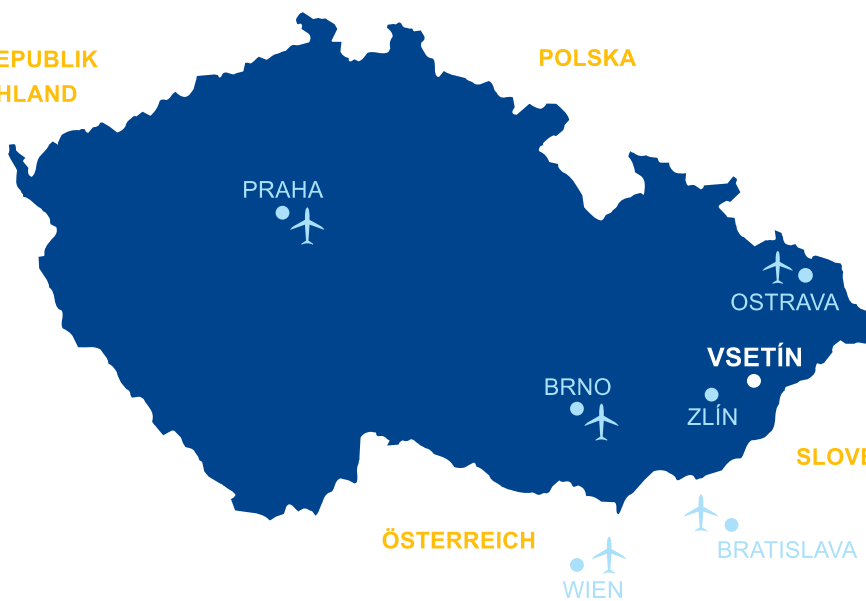 EPUBLIK
HLAND
POLSKA
PRAHA
OSTRAVA
VSETÍN
BRNO
ZLÍN
SLOVE
ÖSTERREICH
BRATISLAVA
WIEN